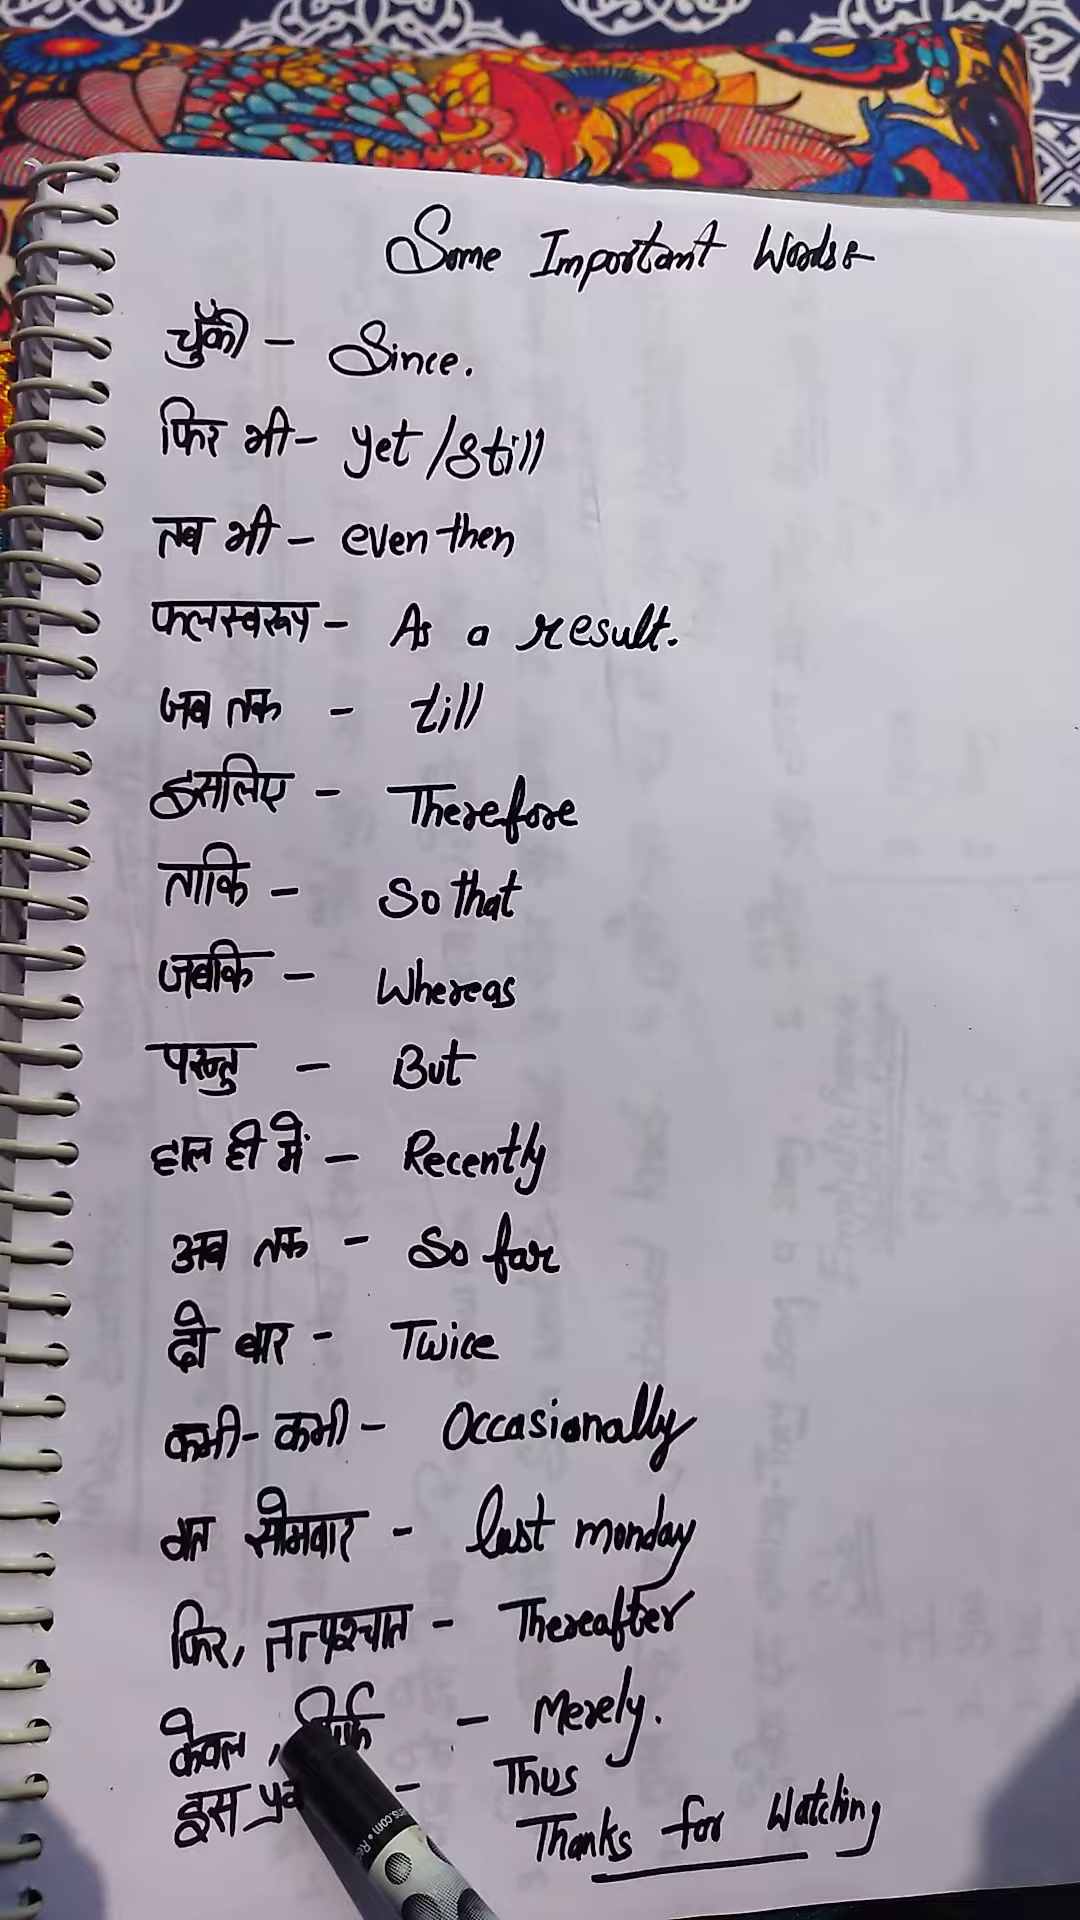 Some Important Words
चुँकी - Since.
फिर भी - yet / still
तब भी - even then
फलस्वरूप - As a result.
जब तक - till
इसलिए - Therefore
ताकि - So that
जबकि - Whereas
परन्तु - But
हाल ही में - Recently
अब तक - So far
दो बार - Twice
कभी-कभी - Occasionally
गत सोमवार - last monday
फिर, तत्पश्चात - Thereafter
केवल, - Merely.
इस - Thus
Thanks for Watching